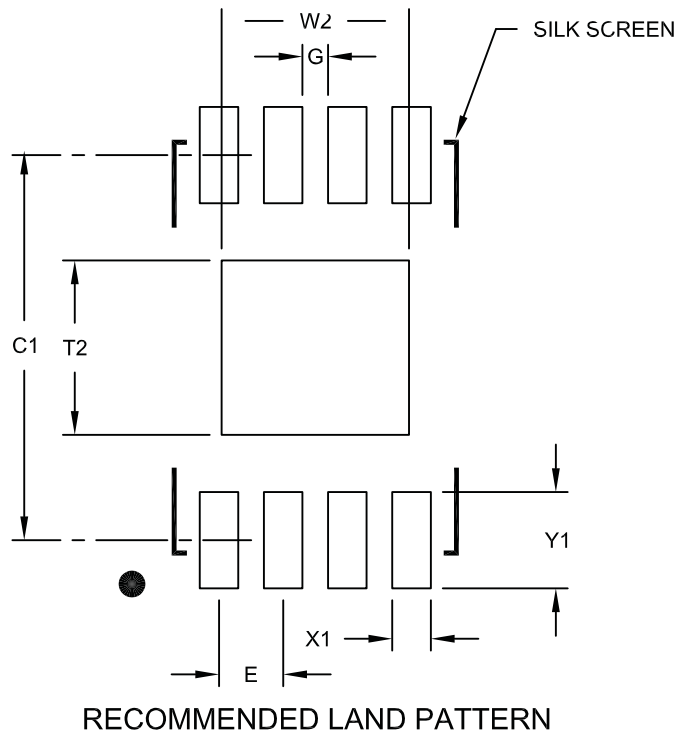 W2
SILK SCREEN
G
C1
T2
Y1
X1
E
RECOMMENDED LAND PATTERN